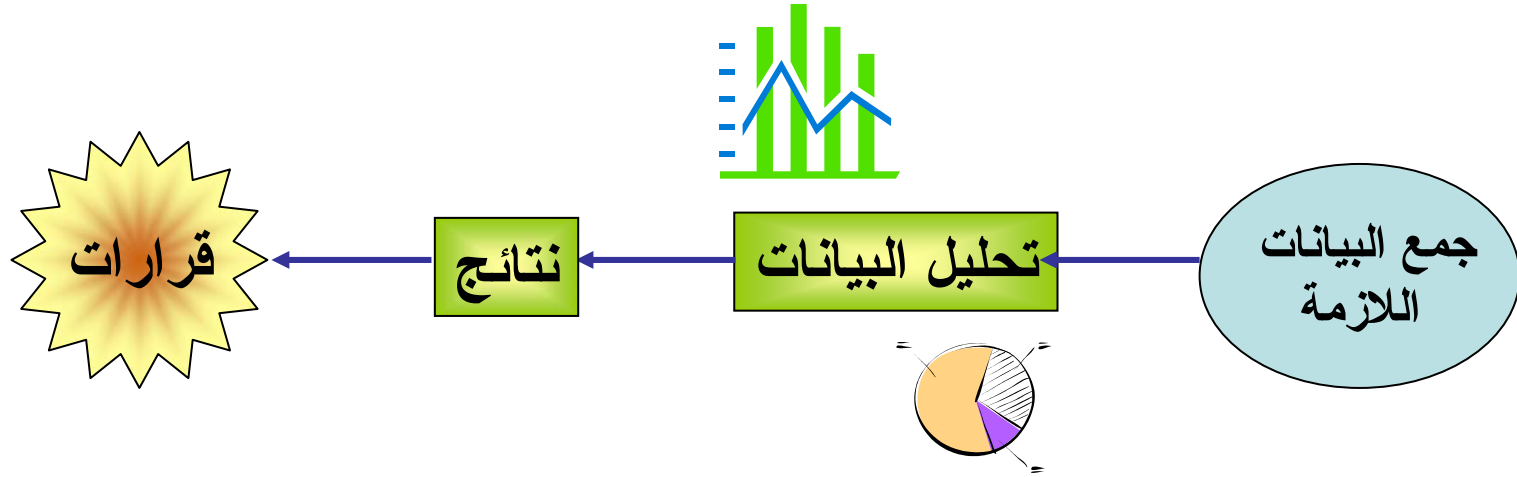 جمع البيانات
اللازمة
تحليل البيانات
نتائج
قرارات